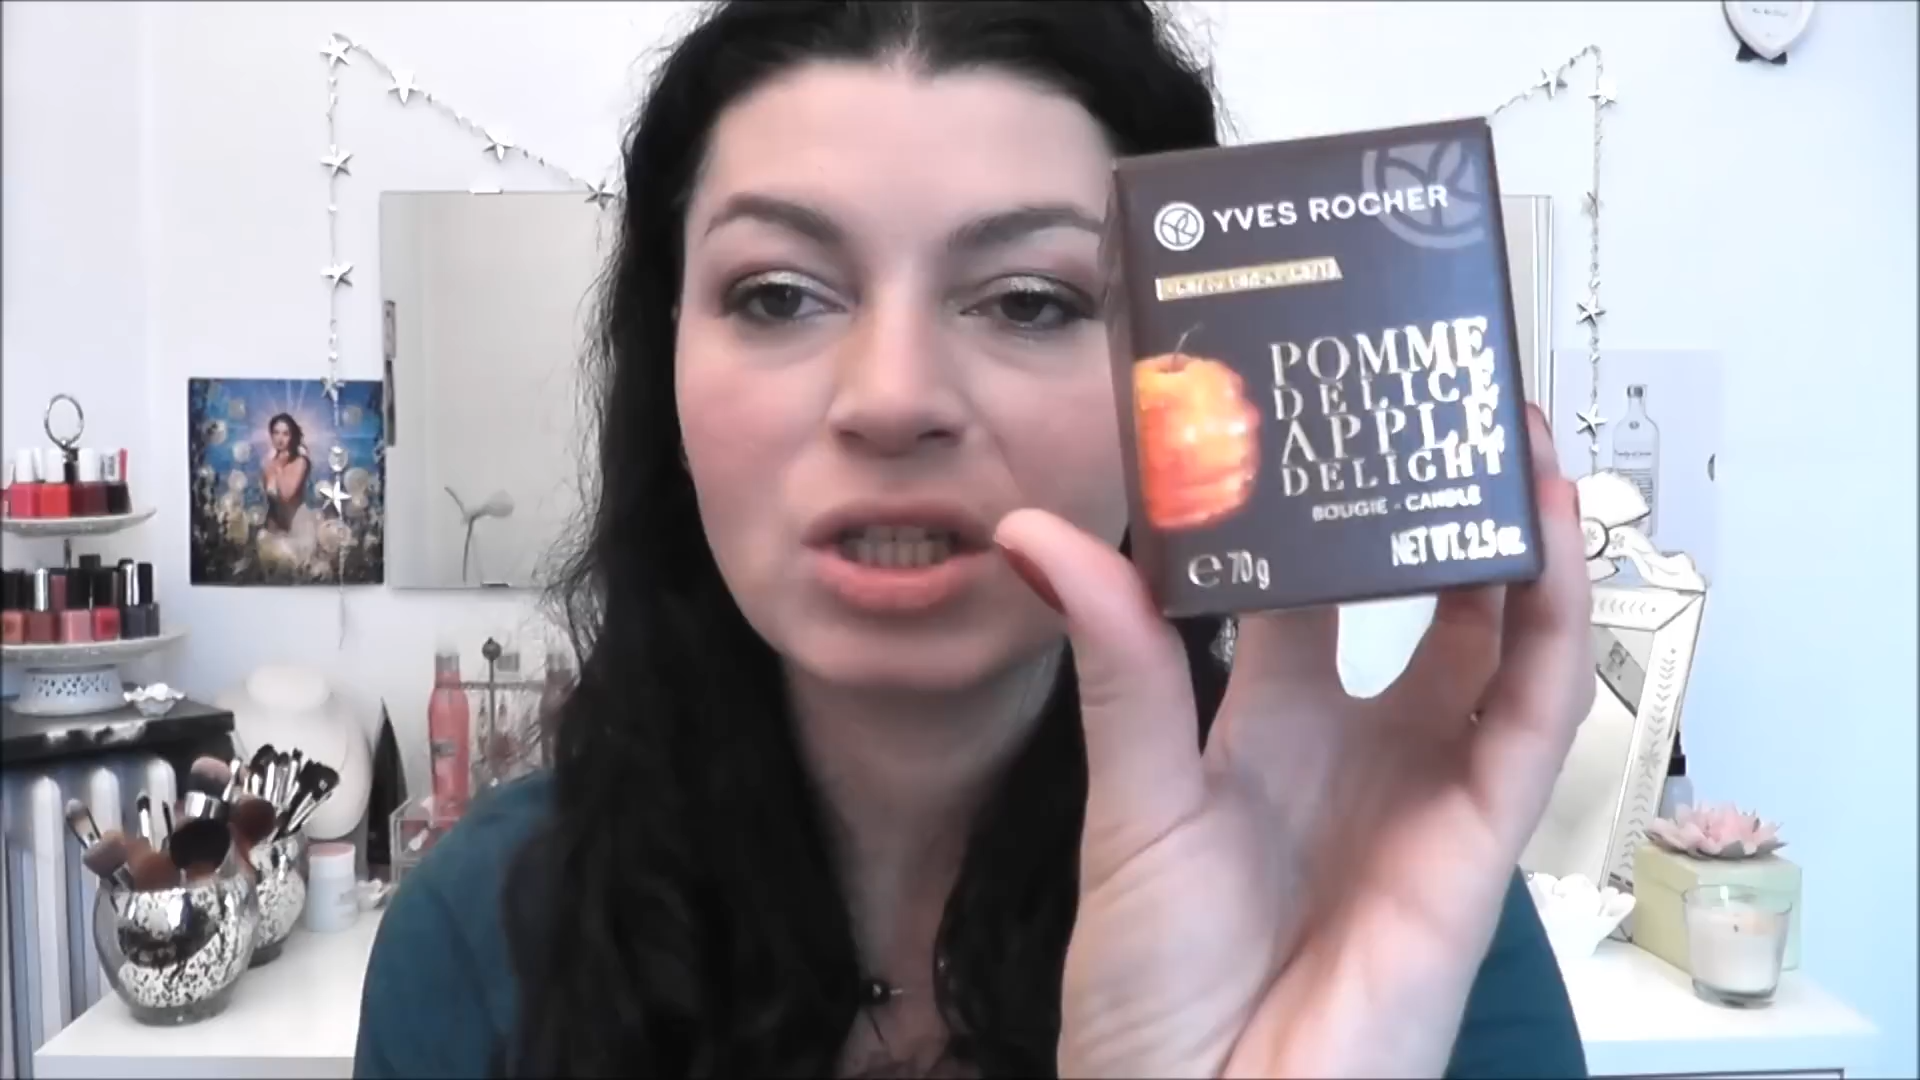 YVES ROCHER
POMME
DELICE
APPLE
DELIGHT
BOUGIE - CANDLE
NET WT. 2.5 oz.
e 70 g